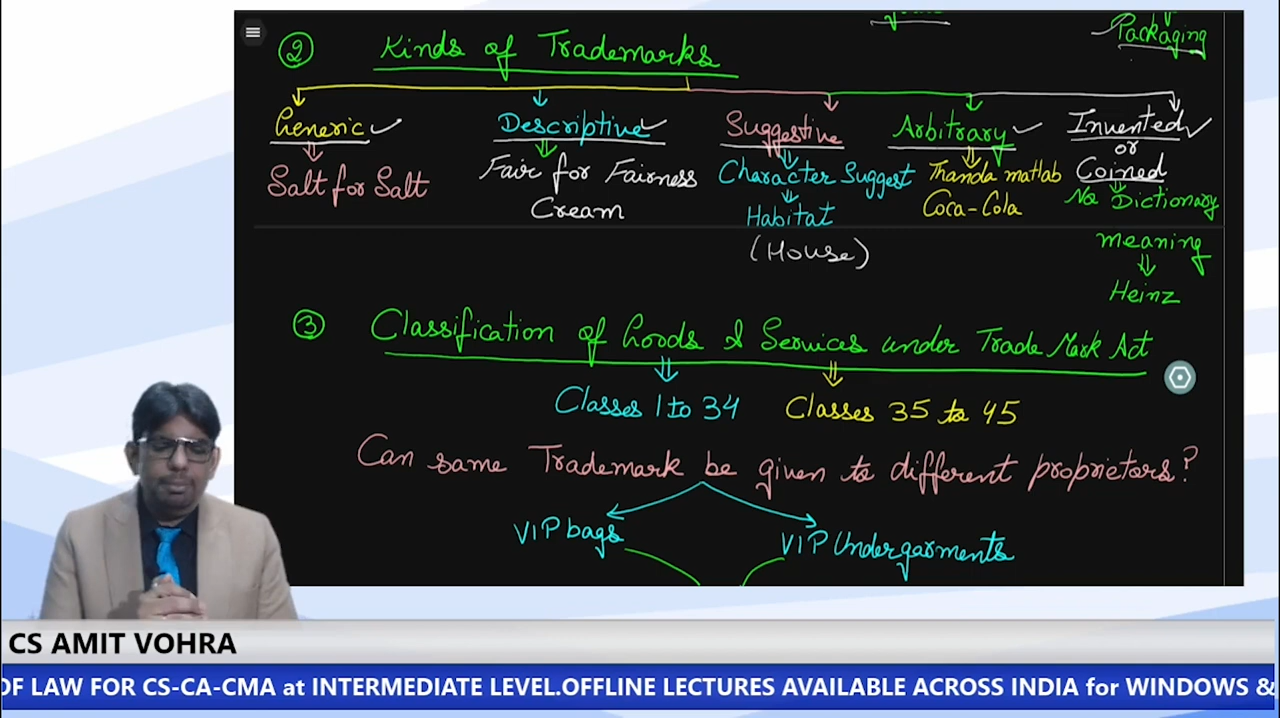 Packaging
② Kinds of Trademarks
Generic Descriptive Suggestive Arbitrary Invented
or
Coined
Salt for Salt Fair for Fairness Character Suggest Thanda matlab No Dictionary
Cream Habitat Coca-Cola meaning
(House) Heinz
③ Classification of Goods & Services under Trade Mark Act
Classes 1 to 34 Classes 35 to 45
Can same Trademark be given to different proprietors?
VIP bags VIP Undergarments
CS AMIT VOHRA
OF LAW FOR CS-CA-CMA at INTERMEDIATE LEVEL.OFFLINE LECTURES AVAILABLE ACROSS INDIA for WINDOWS &